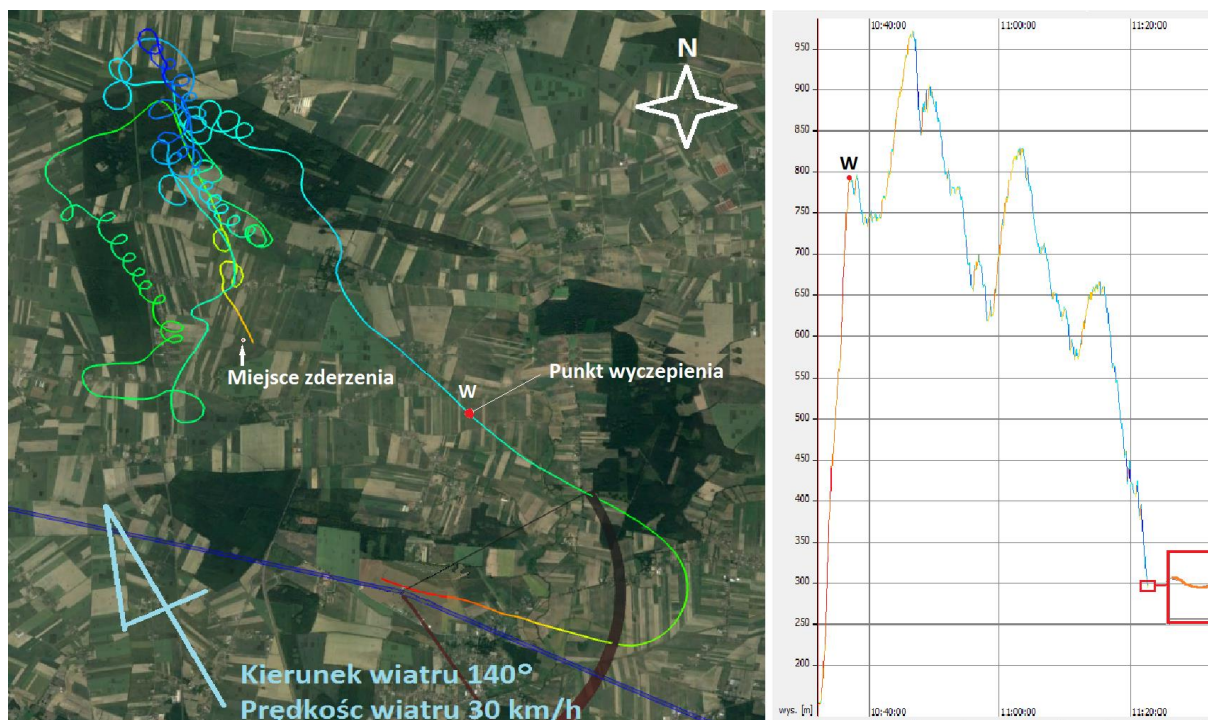 N
Miejsce zderzenia
W
Punkt wyczepienia
Kierunek wiatru 140°
Prędkośc wiatru 30 km/h
10:40:00
11:00:00
11:20:00
950
900
850
W
800
750
700
650
600
550
500
450
400
350
300
250
200
wys. [m]
10:40:00
11:00:00
11:20:00